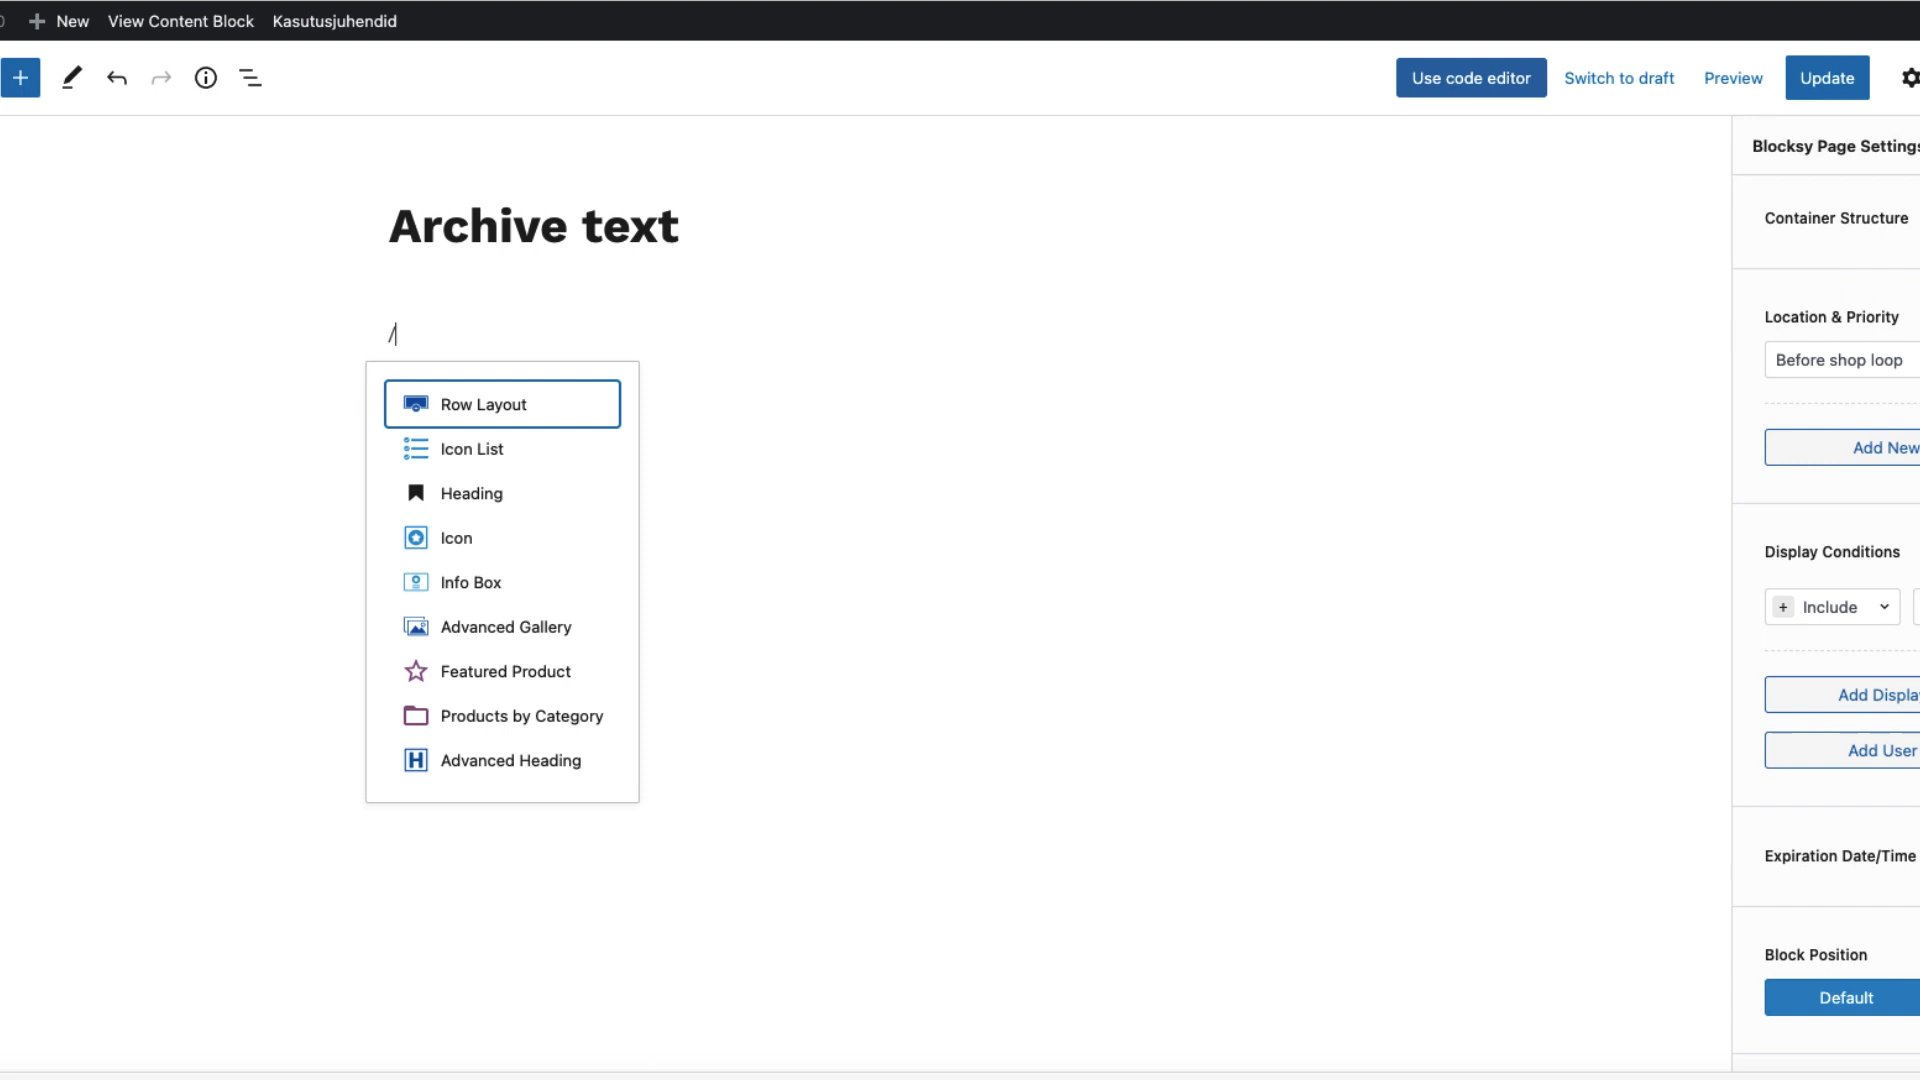 New View Content Block Kasutusjuhendid
Use code editor Switch to draft Preview Update
Blocksy Page Settings
Archive text
Container Structure
/
Row Layout
Icon List
Heading
Icon
Info Box
Advanced Gallery
Featured Product
Products by Category
Advanced Heading
Location & Priority
Before shop loop
Add New
Display Conditions
+ Include
Add Displa
Add User
Expiration Date/Time
Block Position
Default